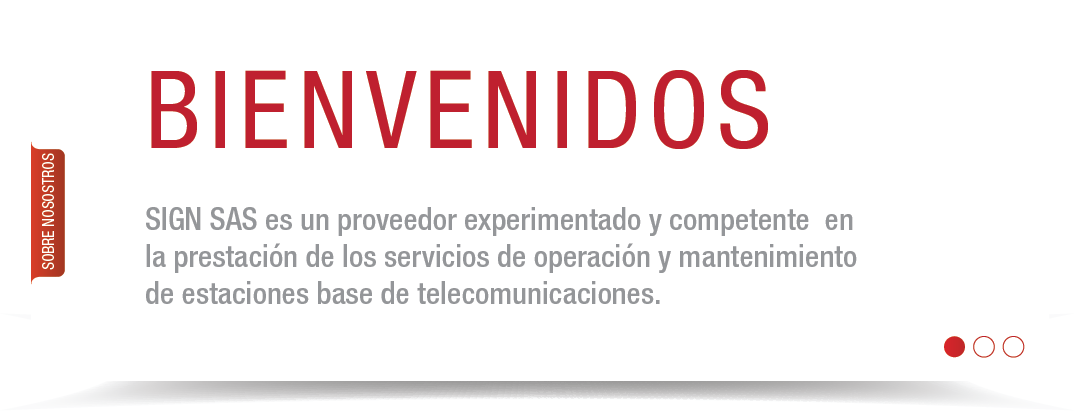 BIENVENIDOS
SOBRE NOSOSTROS
SIGN SAS es un proveedor experimentado y competente en
la prestación de los servicios de operación y mantenimiento
de estaciones base de telecomunicaciones.